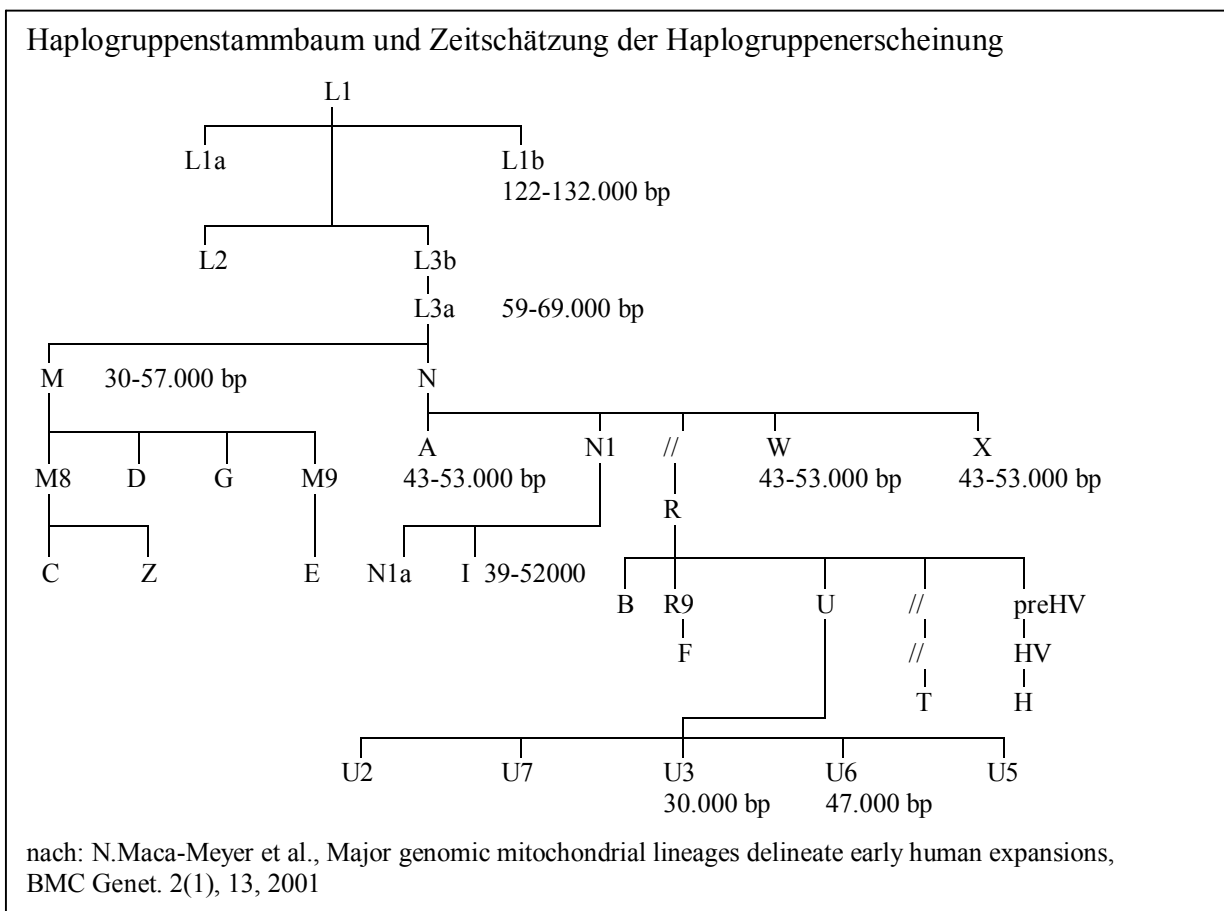 Haplogruppenstammbaum und Zeitschätzung der Haplogruppenerscheinung
L1
L1a L1b
122-132.000 bp
L2 L3b
L3a 59-69.000 bp
M 30-57.000 bp N
A N1 // W X
M8 D G M9 43-53.000 bp 43-53.000 bp 43-53.000 bp
R
C Z E N1a I 39-52000
B R9 U // preHV
F // HV
T H
U2 U7 U3 U6 U5
30.000 bp 47.000 bp
nach: N.Maca-Meyer et al., Major genomic mitochondrial lineages delineate early human expansions,
BMC Genet. 2(1), 13, 2001